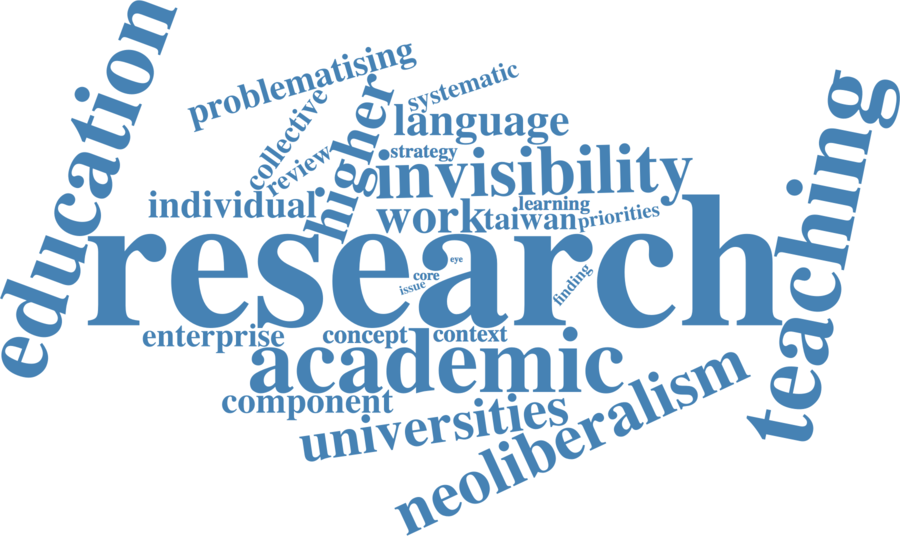 education
problematising
systematic
collective
higher
language
teaching
review
strategy
invisibility
individual
work
taiwan
learning
priorities
research
eye
core
issue
finding
enterprise
concept
context
academic
component
universities
neoliberalism